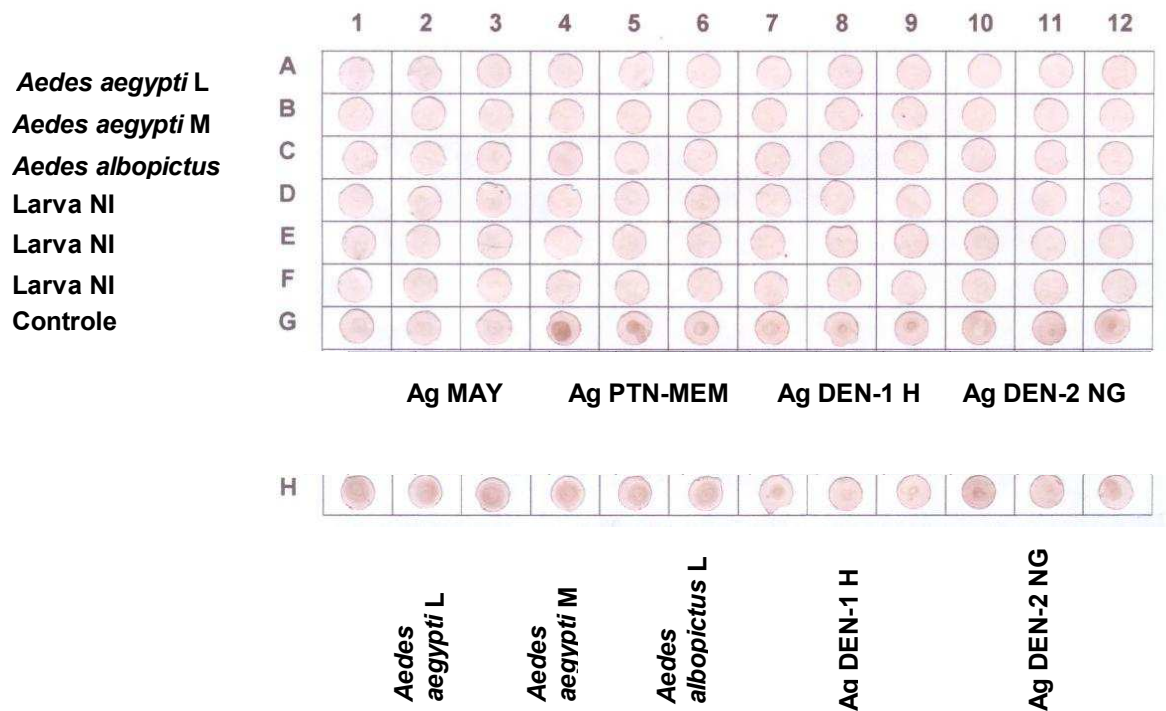 1 2 3 4 5 6 7 8 9 10 11 12
A
Aedes aegypti L
B
Aedes aegypti M
C
Aedes albopictus
D
Larva NI
E
Larva NI
F
Larva NI
G
Controle
Ag MAY Ag PTN-MEM Ag DEN-1 H Ag DEN-2 NG
H
Aedes
aegypti L
Aedes
aegypti M
Aedes
albopictus L
Ag DEN-1 H
Ag DEN-2 NG